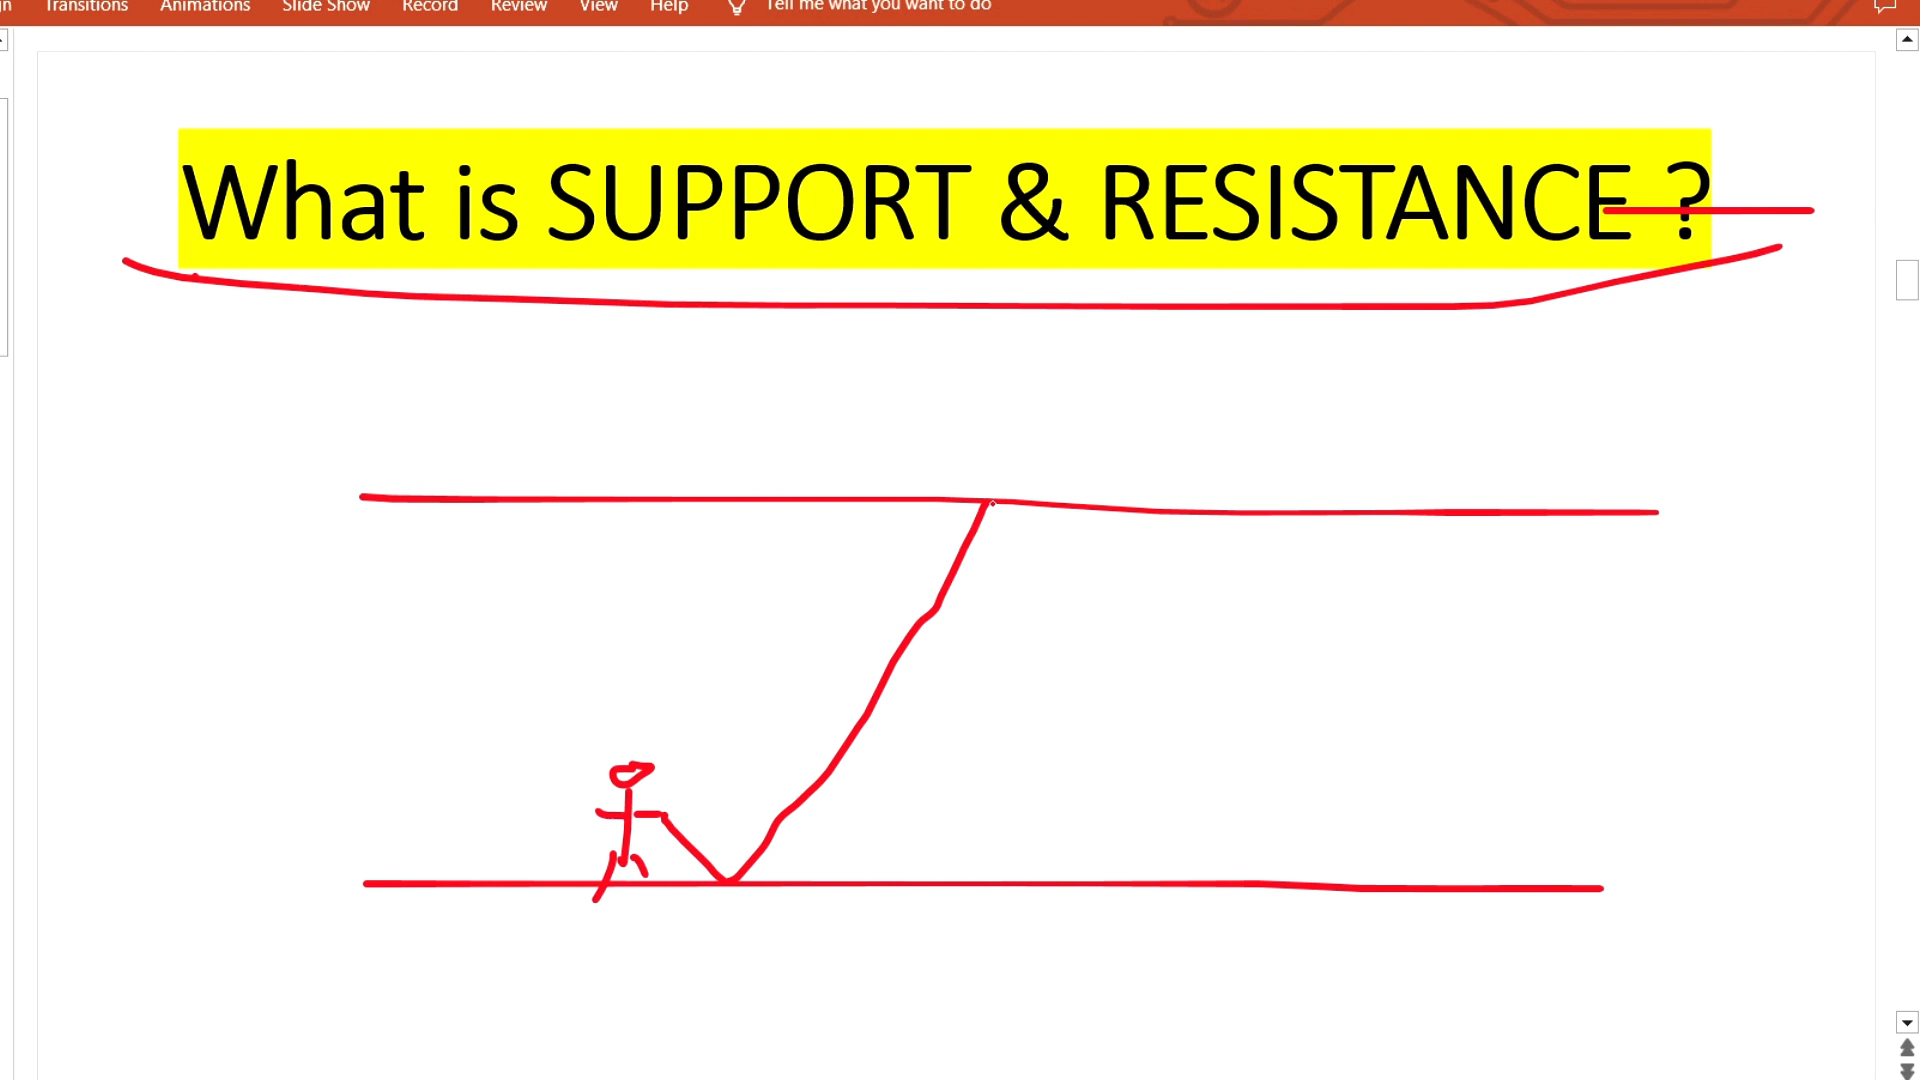 Transitions Animations Slide Show Record Review View Help Tell me what you want to do
What is SUPPORT & RESISTANCE ?